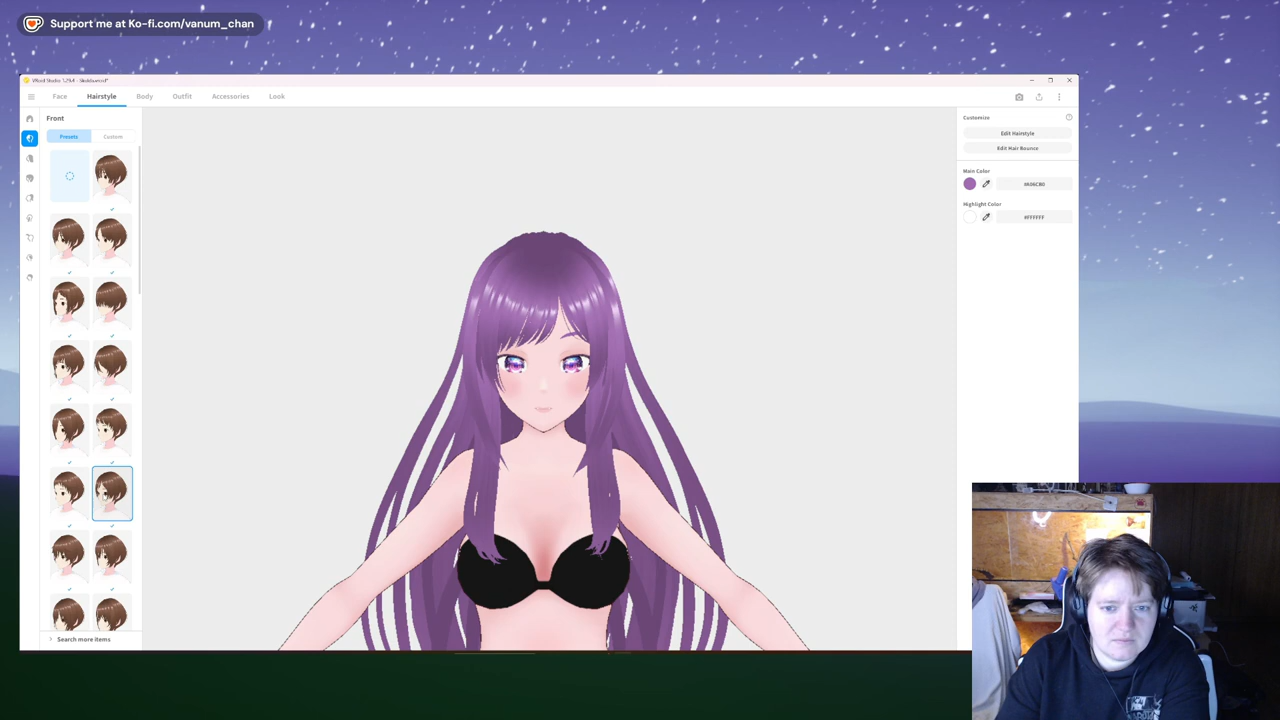 Support me at Ko-fi.com/vanum_chan
Face
Hairstyle
Body
Outfit
Accessories
Look
Front
Presets
Custom
Search more items
Customize
Edit Hairstyle
Edit Hair Bounce
Main Color
#A06CB0
Highlight Color
#FFFFFF